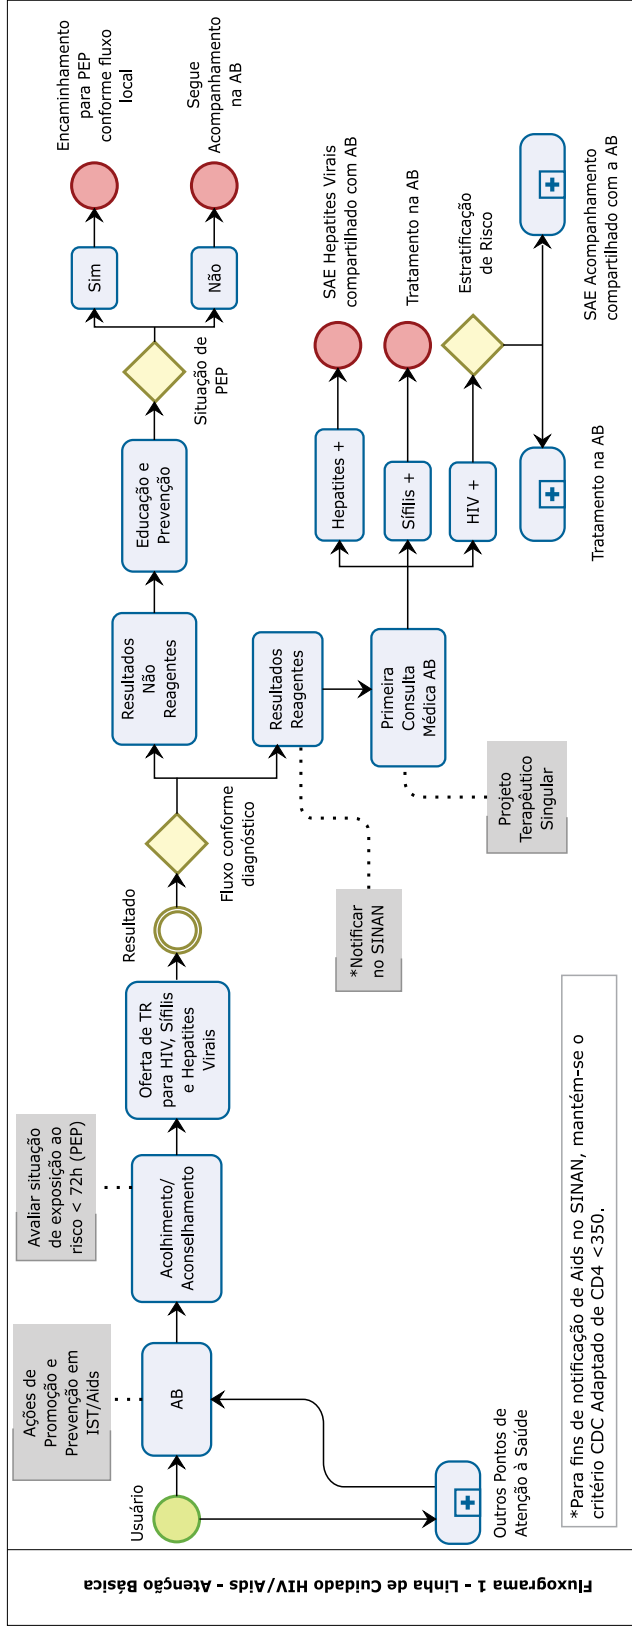 Fluxograma 1 - Linha de Cuidado HIV/Aids - Atenção Básica
Usuário
Ações de
Promoção e
Prevenção em
IST/Aids
AB
Outros Pontos de
Atenção à Saúde
Avaliar situação
de exposição ao
risco < 72h (PEP)
Acolhimento/
Aconselhamento
Oferta de TR
para HIV, Sífilis
e Hepatites
Virais
Resultado
Fluxo conforme
diagnóstico
Resultados
Não
Reagentes
Educação e
Prevenção
Situação de
PEP
Sim
Encaminhamento
para PEP
conforme fluxo
local
Não
Segue
Acompanhamento
na AB
Resultados
Reagentes
*Notificar
no SINAN
Primeira
Consulta
Médica AB
Projeto
Terapêutico
Singular
Hepatites +
SAE Hepatites Virais
compartilhado com AB
Sífilis +
Tratamento na AB
HIV +
Estratificação
de Risco
Tratamento na AB
SAE Acompanhamento
compartilhado com a AB
*Para fins de notificação de Aids no SINAN, mantém-se o
critério CDC Adaptado de CD4 <350.